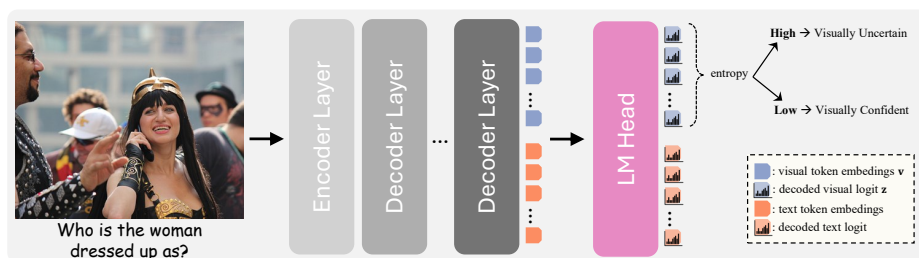 Who is the woman
dressed up as?
Encoder Layer
Decoder Layer
...
Decoder Layer
LM Head
entropy
High → Visually Uncertain
Low → Visually Confident
: visual token embedings v
: decoded visual logit z
: text token embeddings
: decoded text logit